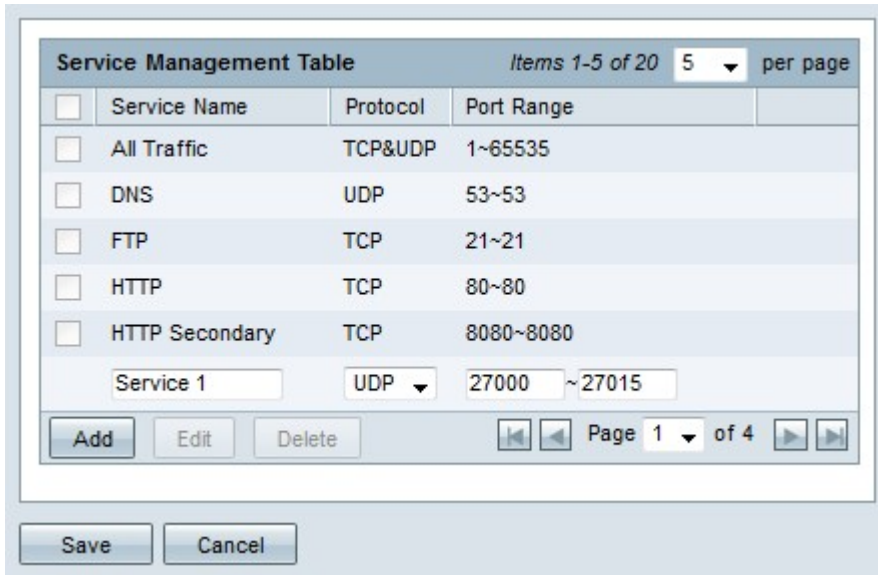 Service Management Table Items 1-5 of 20 5 per page
Service Name Protocol Port Range
All Traffic TCP&UDP 1~65535
DNS UDP 53~53
FTP TCP 21~21
HTTP TCP 80~80
HTTP Secondary TCP 8080~8080
Service 1 UDP 27000 ~27015
Add Edit Delete Page 1 of 4
Save Cancel